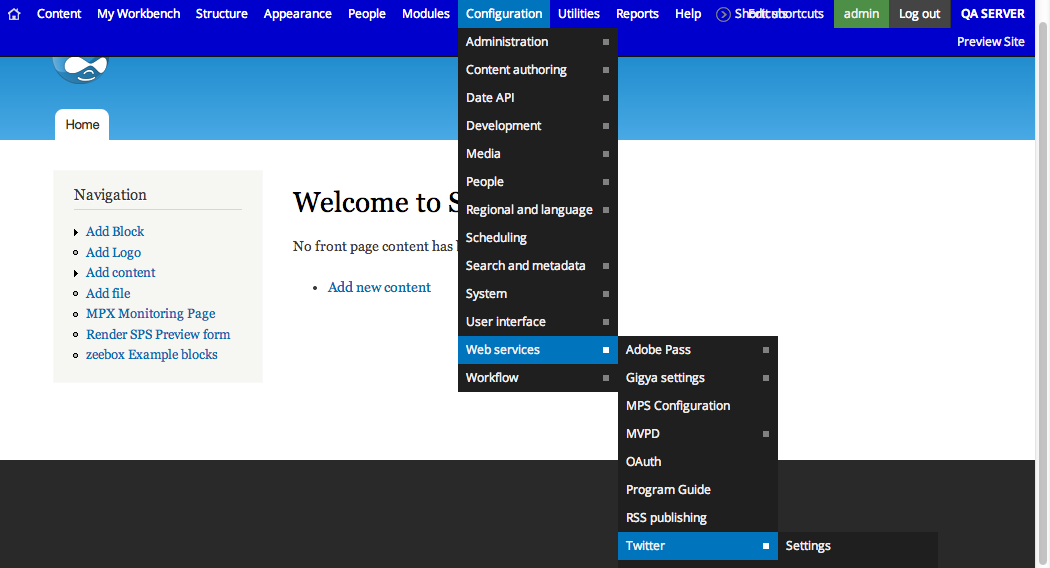 Content My Workbench Structure Appearance People Modules Configuration Utilities Reports Help Edit shortcuts admin Log out QA SERVER
Preview Site
Home
Navigation
Add Block
Add Logo
Add content
Add file
MPX Monitoring Page
Render SPS Preview form
zeebox Example blocks
Welcome to
No front page content has
Add new content
Administration
Content authoring
Date API
Development
Media
People
Regional and language
Scheduling
Search and metadata
System
User interface
Web services
Workflow
Adobe Pass
Gigya settings
MPS Configuration
MVPD
OAuth
Program Guide
RSS publishing
Twitter
Settings